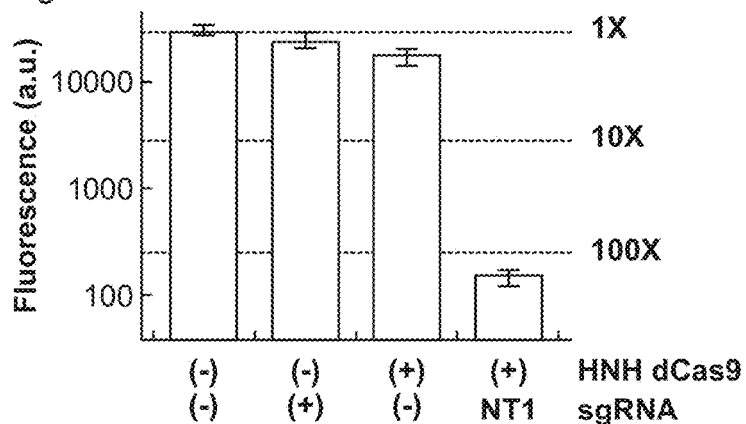 Fluorescence (a.u.)
10000
1000
100
1X
10X
100X
(-) (-) (+) (+) HNH dCas9
(-) (+) (-) NT1 sgRNA